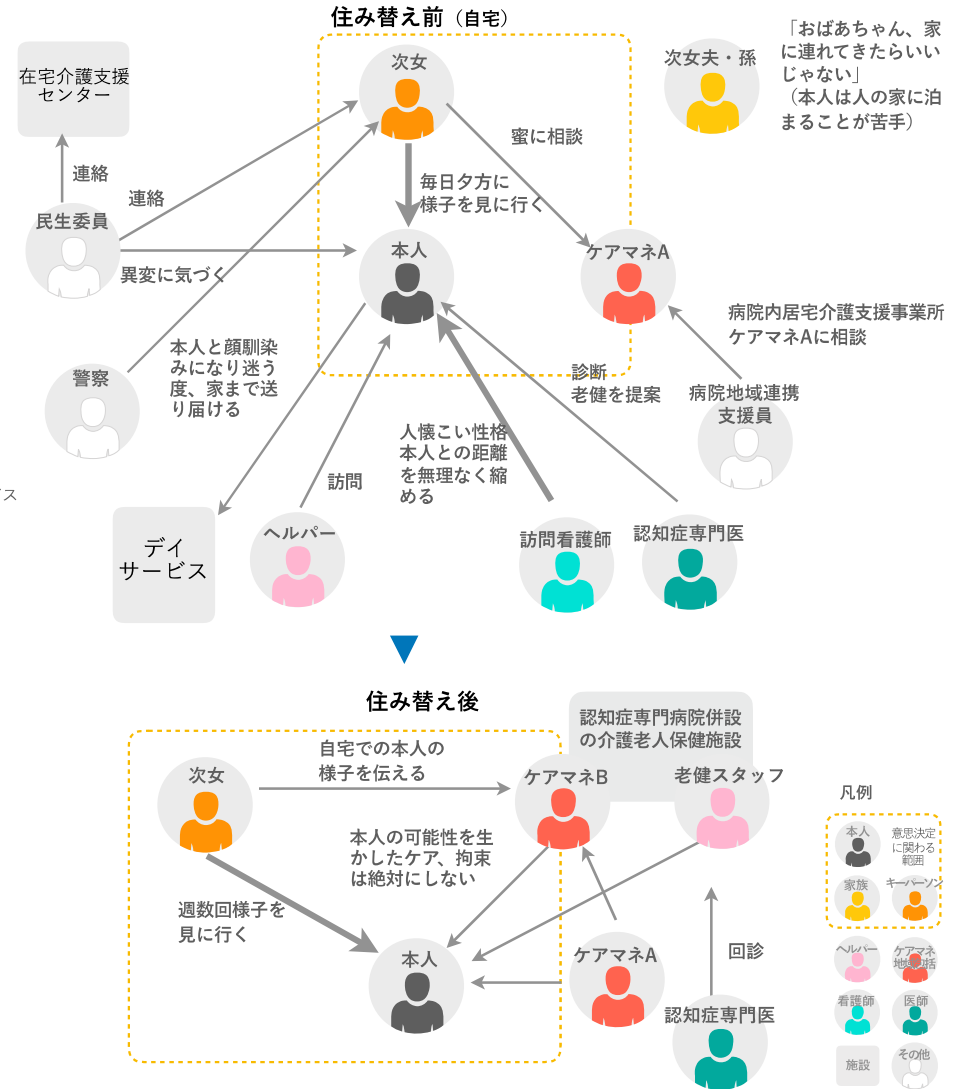 住み替え前（自宅）
在宅介護支援
センター
次女
次女夫・孫
「おばあちゃん、家
に連れてきたらいい
じゃない」
（本人は人の家に泊
まることが苦手）
蜜に相談
連絡
連絡
毎日夕方に
様子を見に行く
民生委員
本人
ケアマネA
異変に気づく
病院内居宅介護支援事業所
ケアマネAに相談
本人と顔馴染
みになり迷う
度、家まで送
り届ける
警察
診断
老健を提案
病院地域連携
支援員
人懐こい性格
本人との距離
を無理なく縮
める
訪問
ス
デイ
サービス
ヘルパー
訪問看護師
認知症専門医
住み替え後
認知症専門病院併設
の介護老人保健施設
自宅での本人の
様子を伝える
次女
ケアマネB
老健スタッフ
本人の可能性を生
かしたケア、拘束
は絶対にしない
週数回様子を
見に行く
本人
ケアマネA
回診
認知症専門医
凡例
本人
意思決定
に関わる
範囲
家族
キーパーソン
ヘルパー
ケアマネ
地域包括
看護師
医師
施設
その他